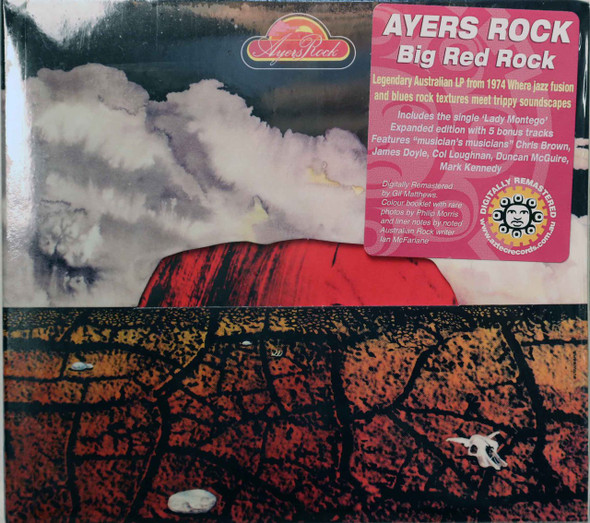 Ayers Rock
AYERS ROCK
Big Red Rock
Legendary Australian LP from 1974 Where jazz fusion
and blues rock textures meet trippy soundscapes
Includes the single 'Lady Montego'
Expanded edition with 5 bonus tracks
Features "musician's musicians" Chris Brown,
James Doyle, Col Loughnan, Duncan McGuire,
Mark Kennedy
Digitally Remastered
by Gil Matthews.
Colour booklet with rare
photos by Philip Morris
and liner notes by noted
Australian Rock writer
Ian McFarlane
DIGITALLY REMASTERED
www.aztecrecords.com.au